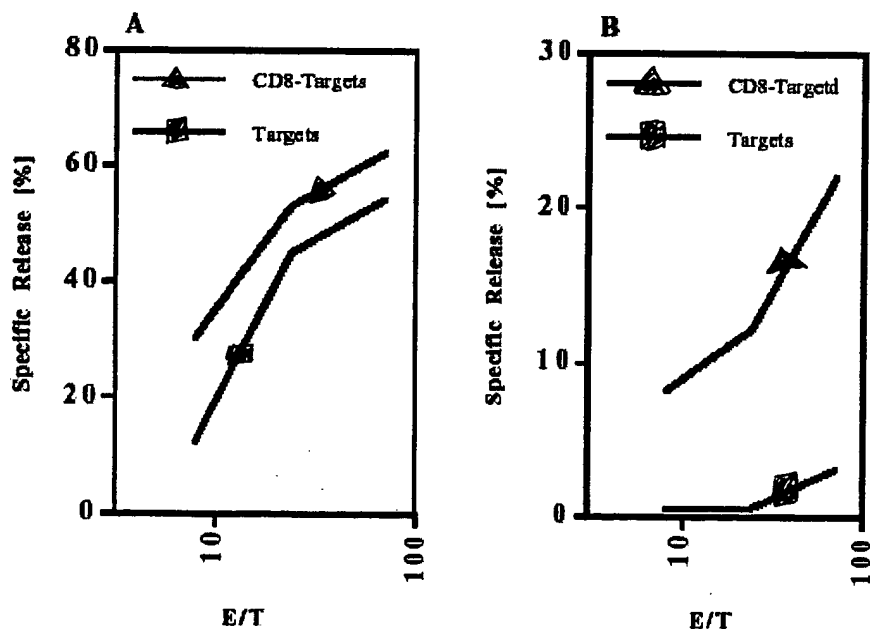 A
80
60
40
20
0
Specific Release [%]
CD8-Targets
Targets
10
100
E/T
B
30
20
10
0
Specific Release [%]
CD8-Targetd
Targets
10
100
E/T